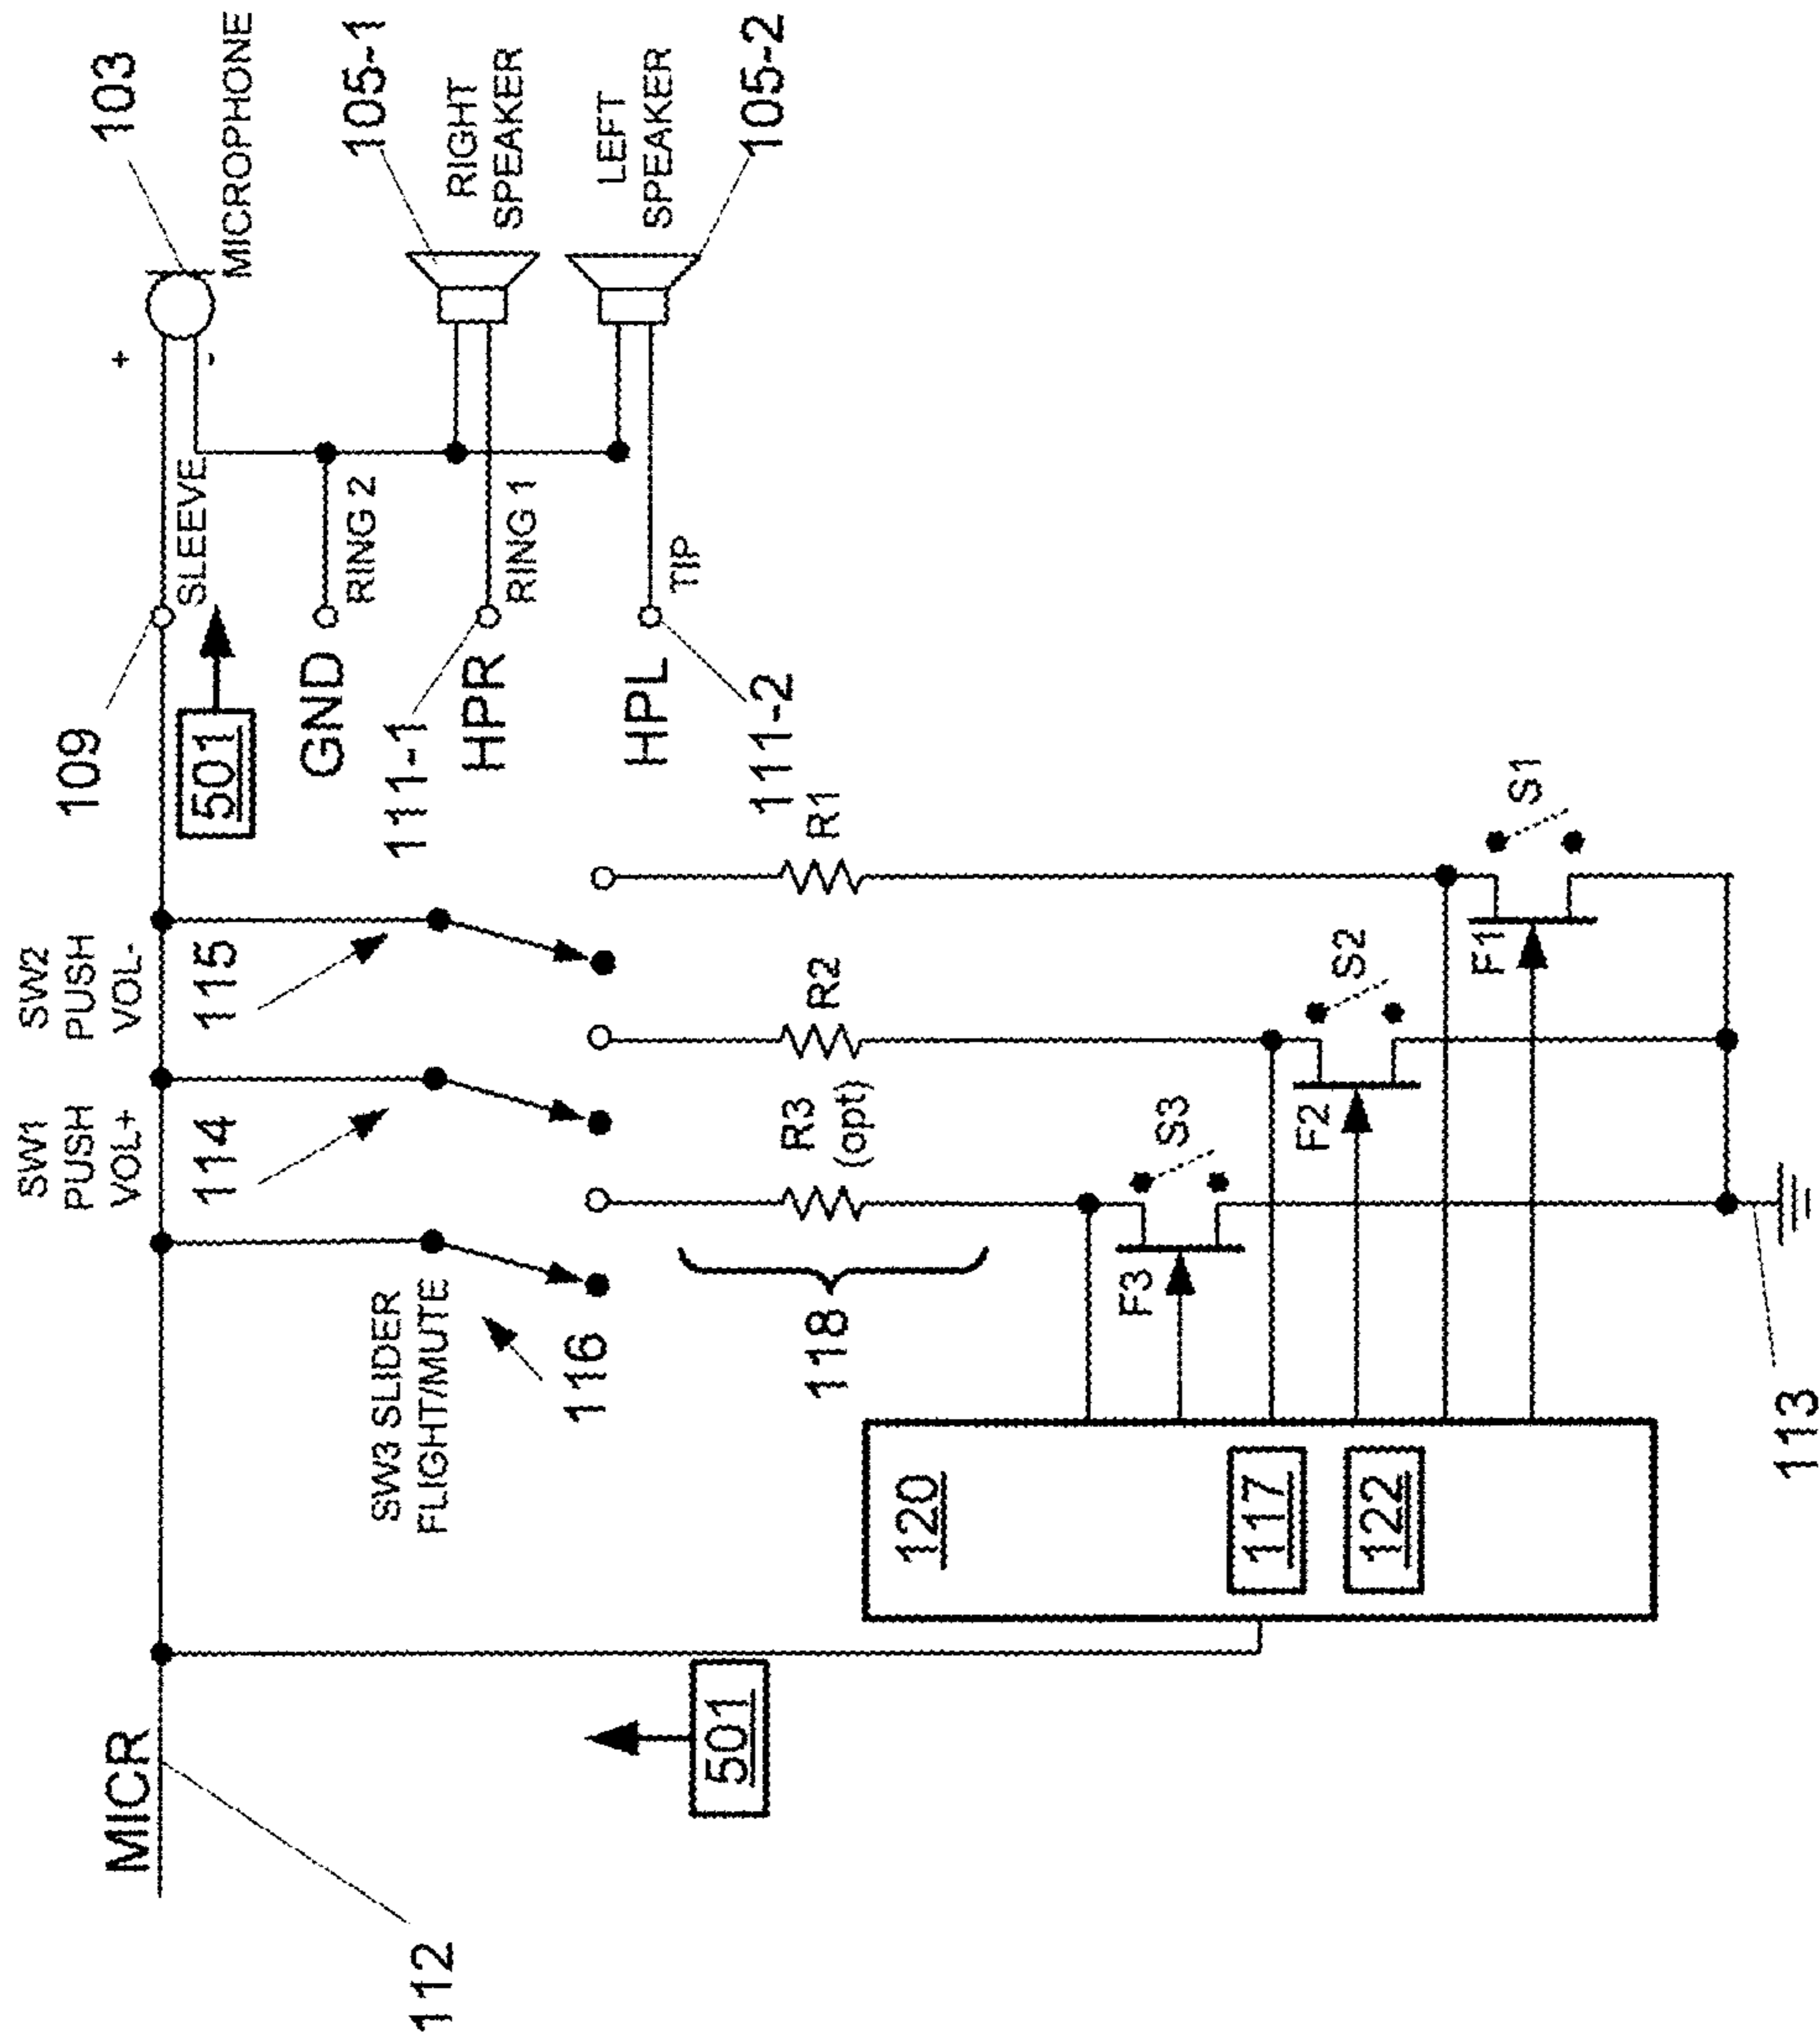 112
MICR
501
120
117
122
113
SW3 SLIDER
FLIGHT/MUTE
116
118
SW1
PUSH
VOL+
114
R3
(opt)
F3
S3
SW2
PUSH
VOL-
115
R2
F2
S2
R1
F1
S1
109
501
SLEEVE
GND
RING 2
111-1
HPR
RING 1
HPL
TIP
111-2
+
-
103
MICROPHONE
105-1
RIGHT
SPEAKER
LEFT
SPEAKER
105-2